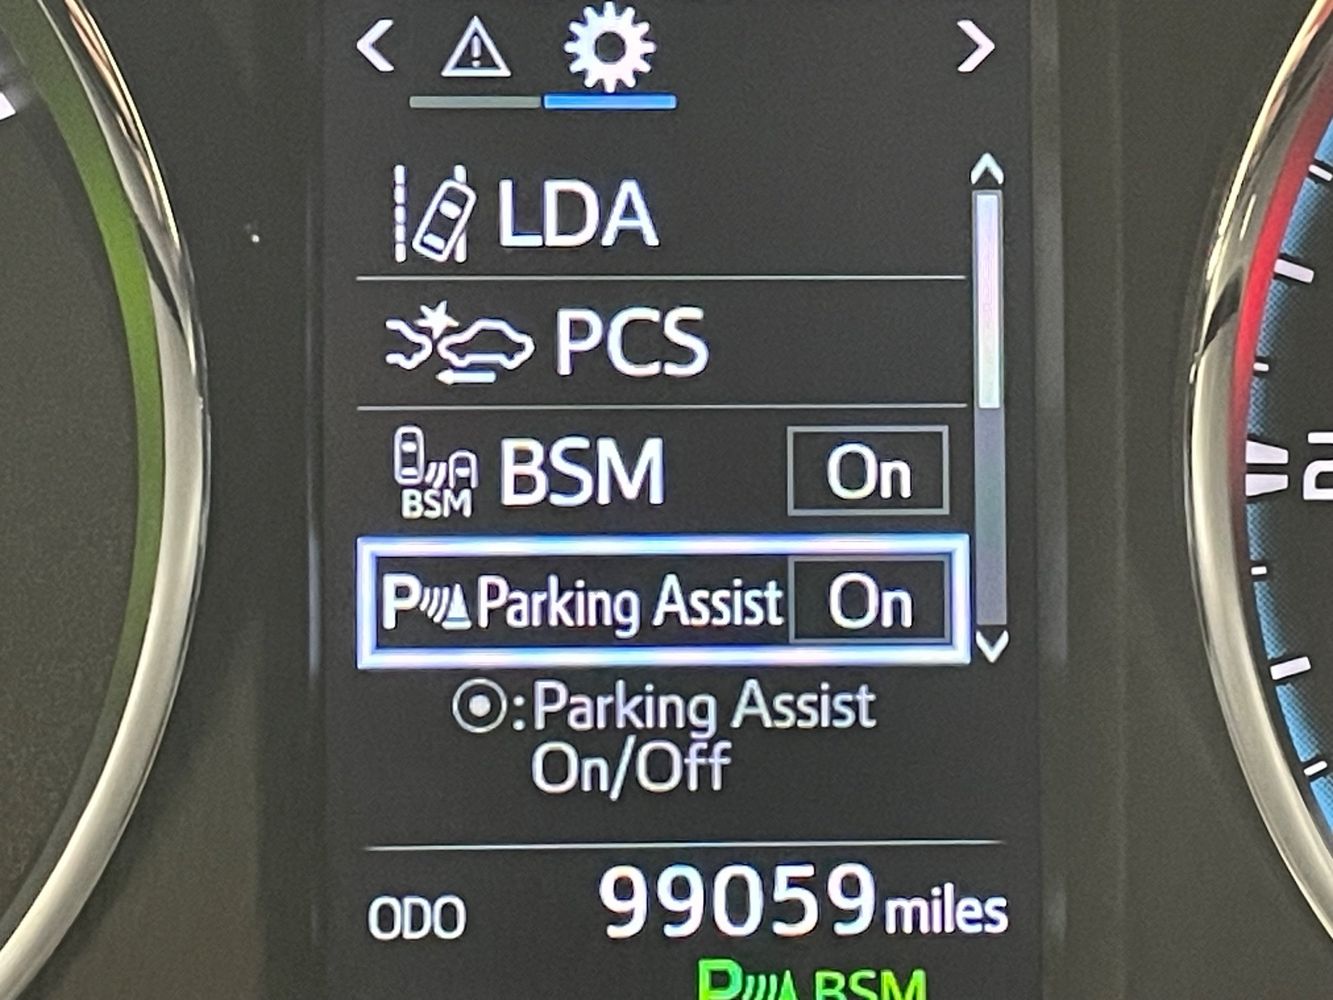 LDA
PCS
BSM BSM On
P Parking Assist On
:Parking Assist
On/Off
ODO 99059 miles
P BSM